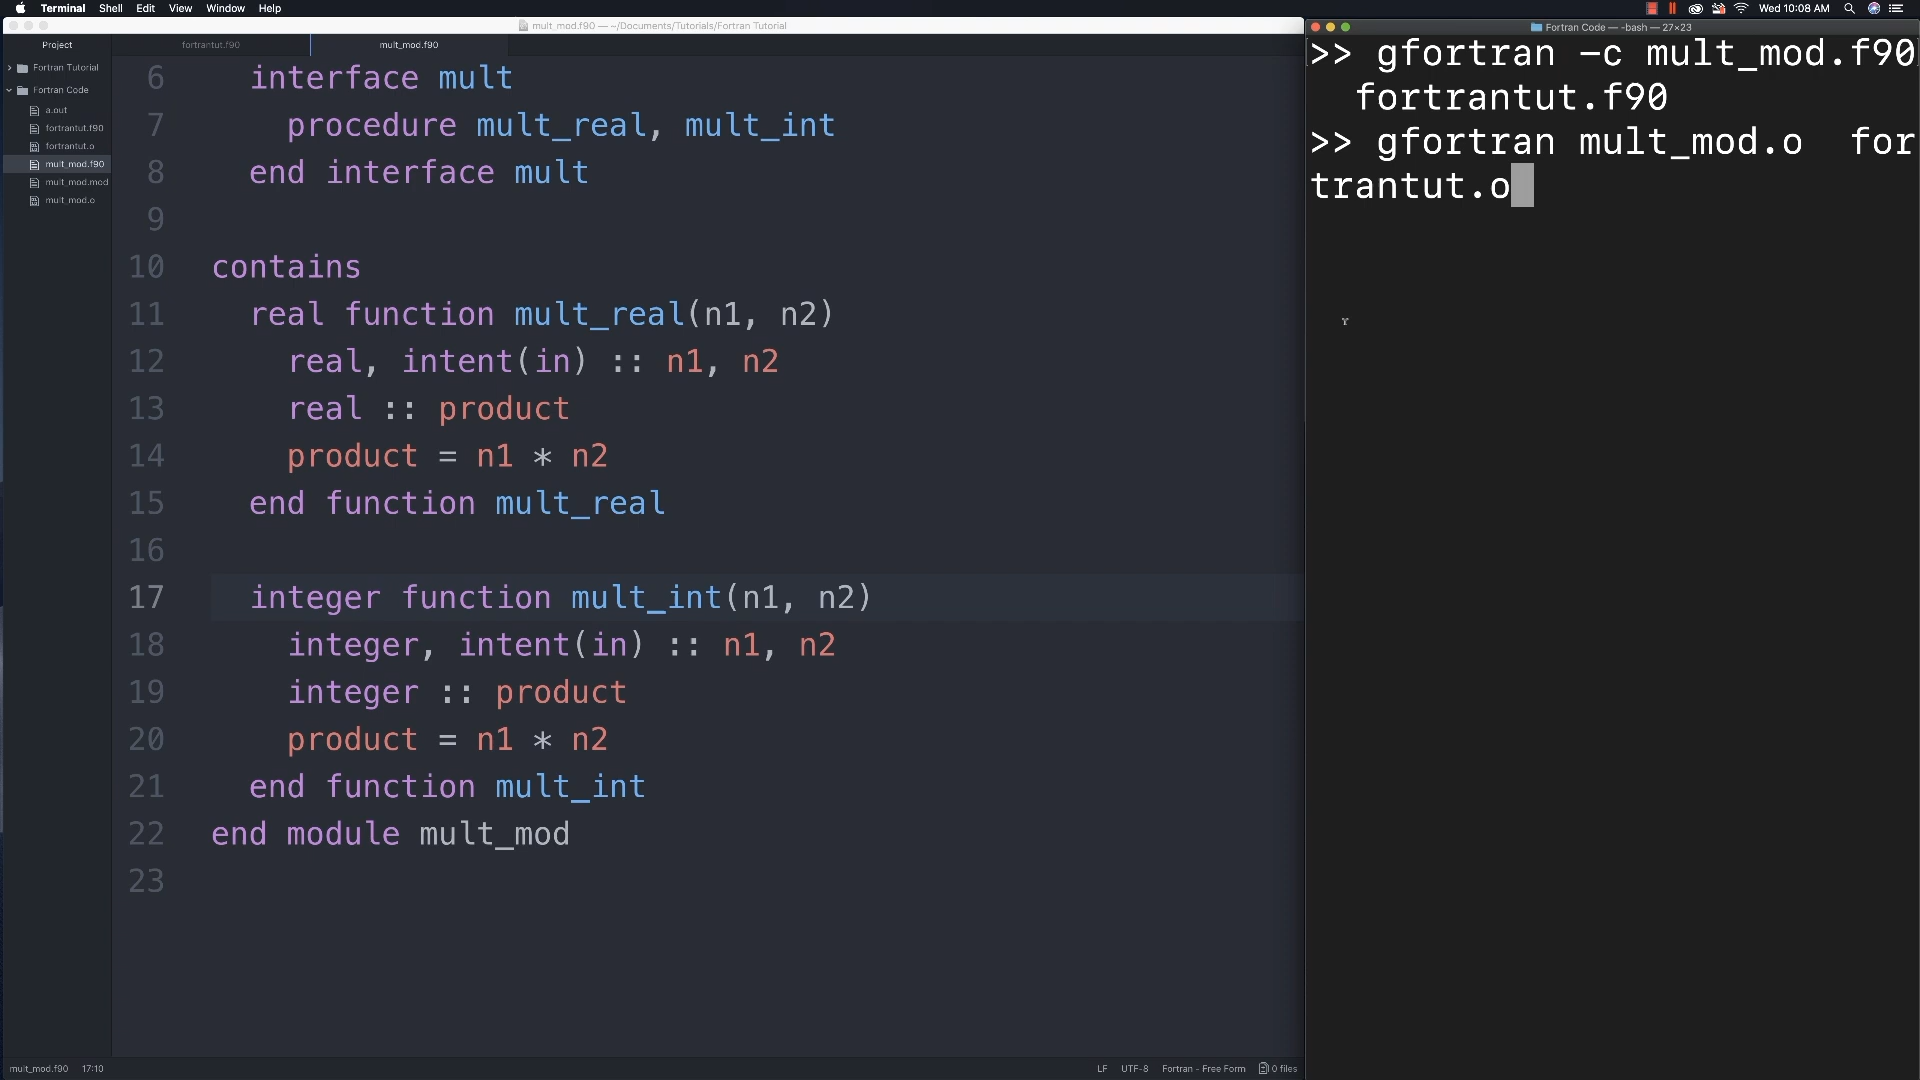 Terminal Shell Edit View Window Help
Wed 10:08 AM
mult_mod.f90 — ~/Documents/Tutorials/Fortran Tutorial
Project
fortrantut.f90
mult_mod.f90
Fortran Tutorial
Fortran Code
a.out
fortrantut.f90
fortrantut.o
mult_mod.f90
mult_mod.mod
mult_mod.o
6 interface mult
7 procedure mult_real, mult_int
8 end interface mult
9
10 contains
11 real function mult_real(n1, n2)
12 real, intent(in) :: n1, n2
13 real :: product
14 product = n1 * n2
15 end function mult_real
16
17 integer function mult_int(n1, n2)
18 integer, intent(in) :: n1, n2
19 integer :: product
20 product = n1 * n2
21 end function mult_int
22 end module mult_mod
23
mult_mod.f90 17:10
LF UTF-8 Fortran - Free Form 0 files
Fortran Code — -bash — 27×23
>> gfortran -c mult_mod.f90
fortrantut.f90
>> gfortran mult_mod.o for
trantut.o